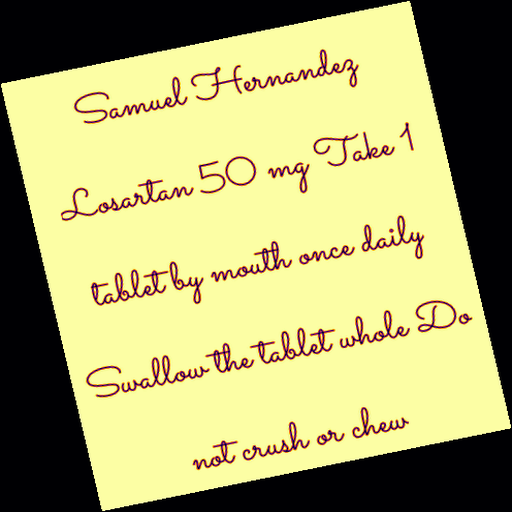 Samuel Hernandez
Losartan 50 mg Take 1
tablet by mouth once daily
Swallow the tablet whole Do
not crush or chew